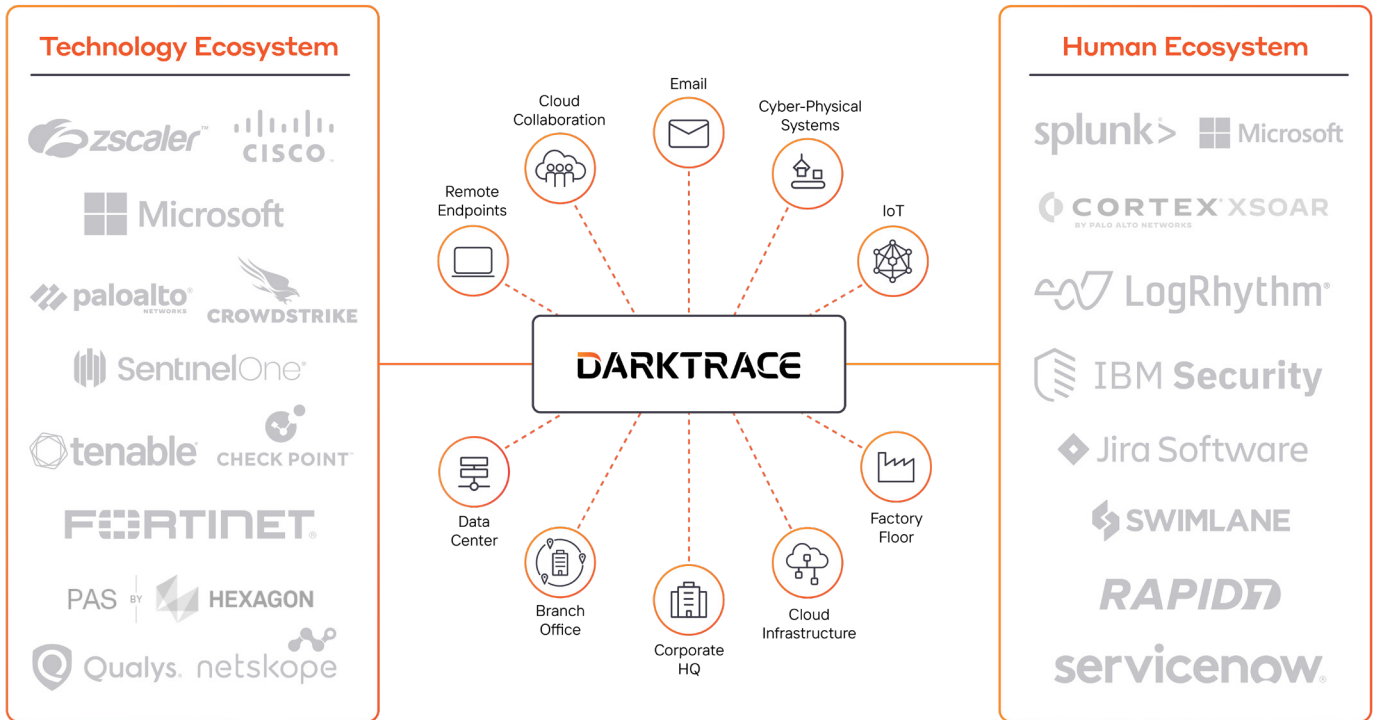 Technology Ecosystem
zscaler™
CISCO
Microsoft
paloalto®
NETWORKS
CROWDSTRIKE
SentinelOne®
tenable®
CHECK POINT™
FORTINET®
PAS BY HEXAGON
Qualys.
netskope
Email
Cloud
Collaboration
Cyber-Physical
Systems
Remote
Endpoints
IoT
DARKTRACE
Data
Center
Factory
Floor
Branch
Office
Cloud
Infrastructure
Corporate
HQ
Human Ecosystem
splunk>
Microsoft
CORTEX® XSOAR
BY PALO ALTO NETWORKS
LogRhythm®
IBM Security
Jira Software
SWIMLANE
RAPID7
servicenow®